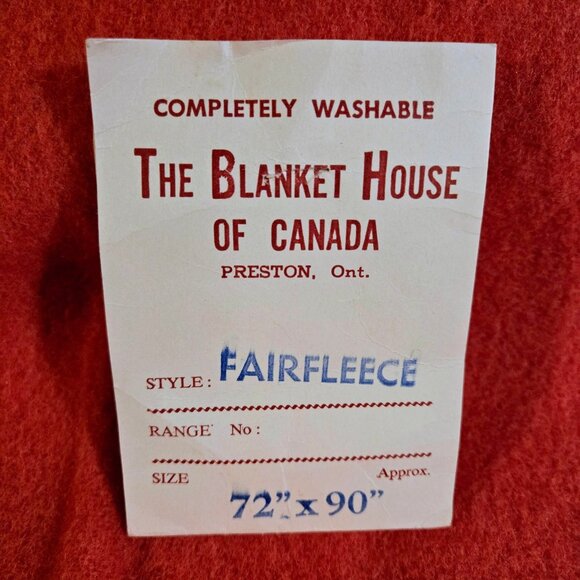 COMPLETELY WASHABLE
THE BLANKET HOUSE
OF CANADA
PRESTON, Ont.
STYLE: FAIRFLEECE
RANGE No:
SIZE Approx.
72" x 90"